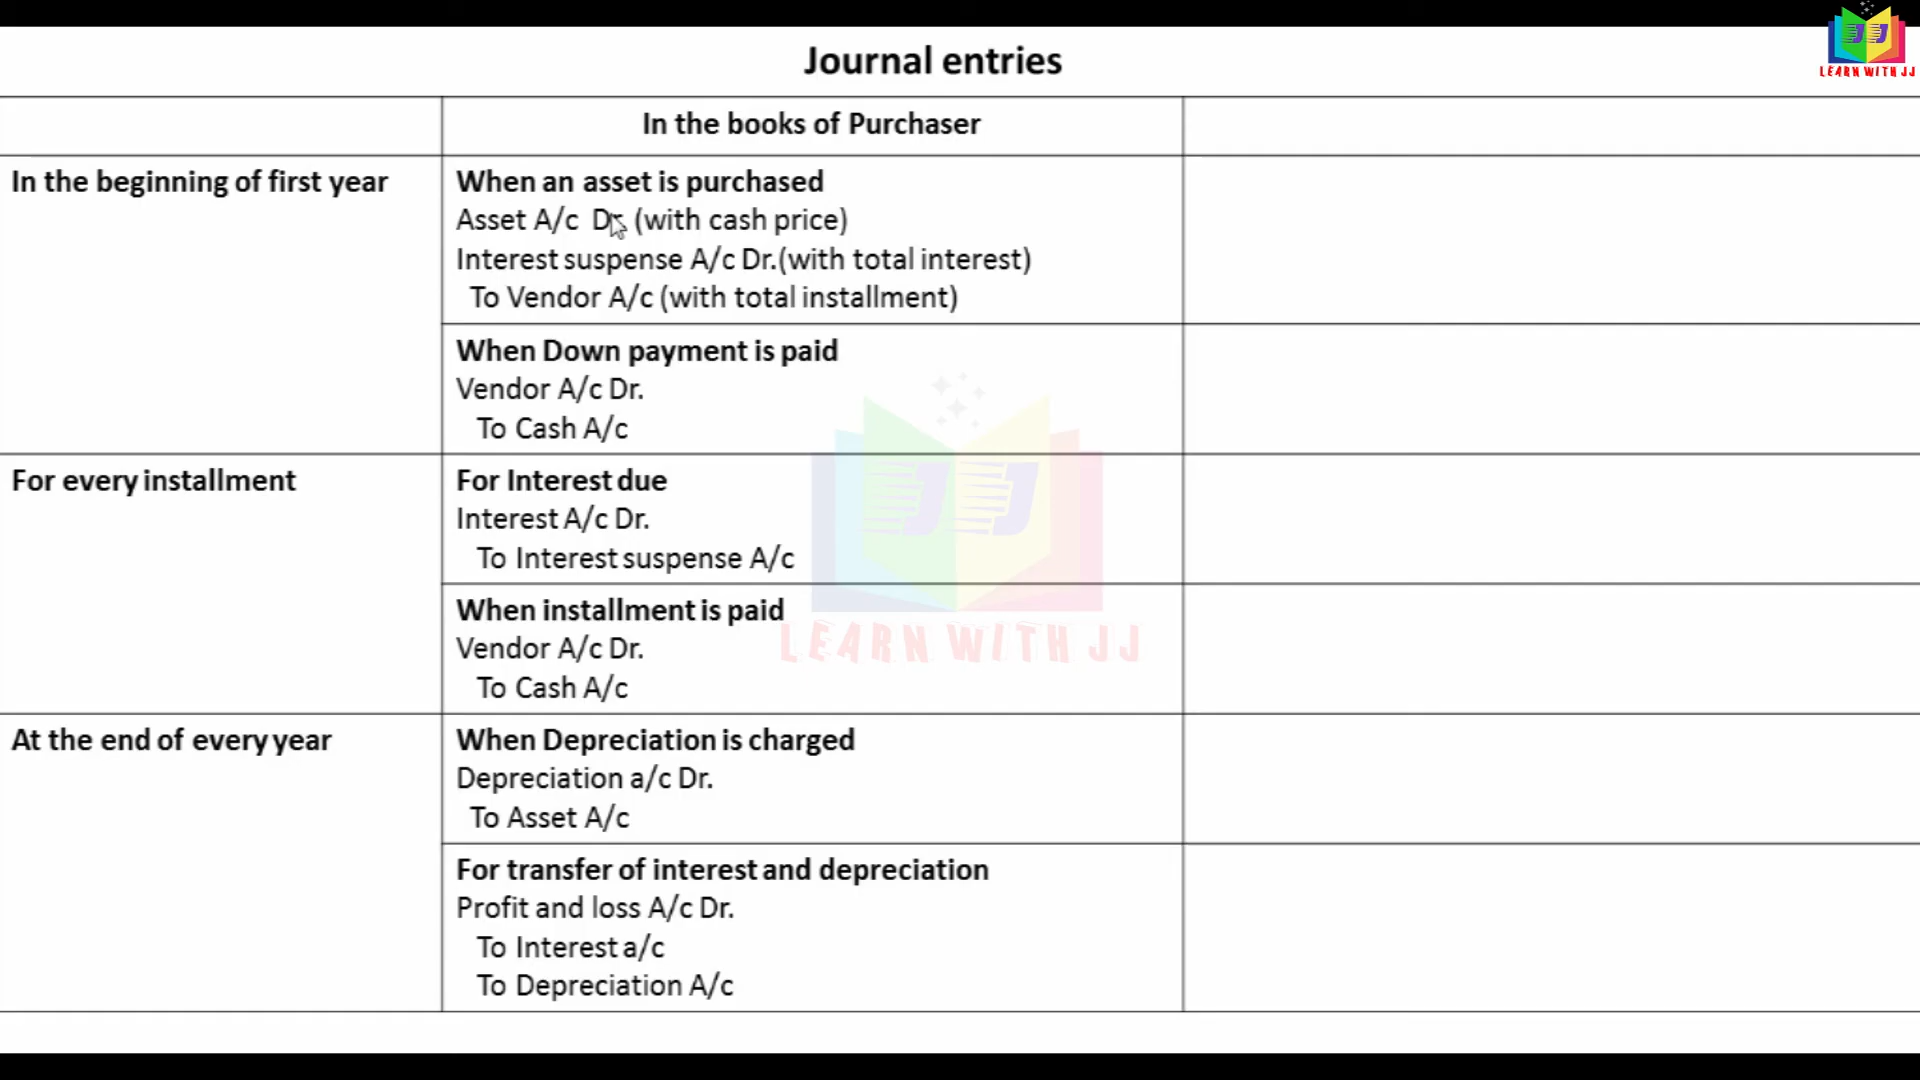 Journal entries
LEARN WITH JJ
In the books of Purchaser
In the beginning of first year
When an asset is purchased
Asset A/c Dr. (with cash price)
Interest suspense A/c Dr.(with total interest)
To Vendor A/c (with total installment)
When Down payment is paid
Vendor A/c Dr.
To Cash A/c
For every installment
For Interest due
Interest A/c Dr.
To Interest suspense A/c
When installment is paid
Vendor A/c Dr.
To Cash A/c
JJ
LEARN WITH JJ
At the end of every year
When Depreciation is charged
Depreciation a/c Dr.
To Asset A/c
For transfer of interest and depreciation
Profit and loss A/c Dr.
To Interest a/c
To Depreciation A/c